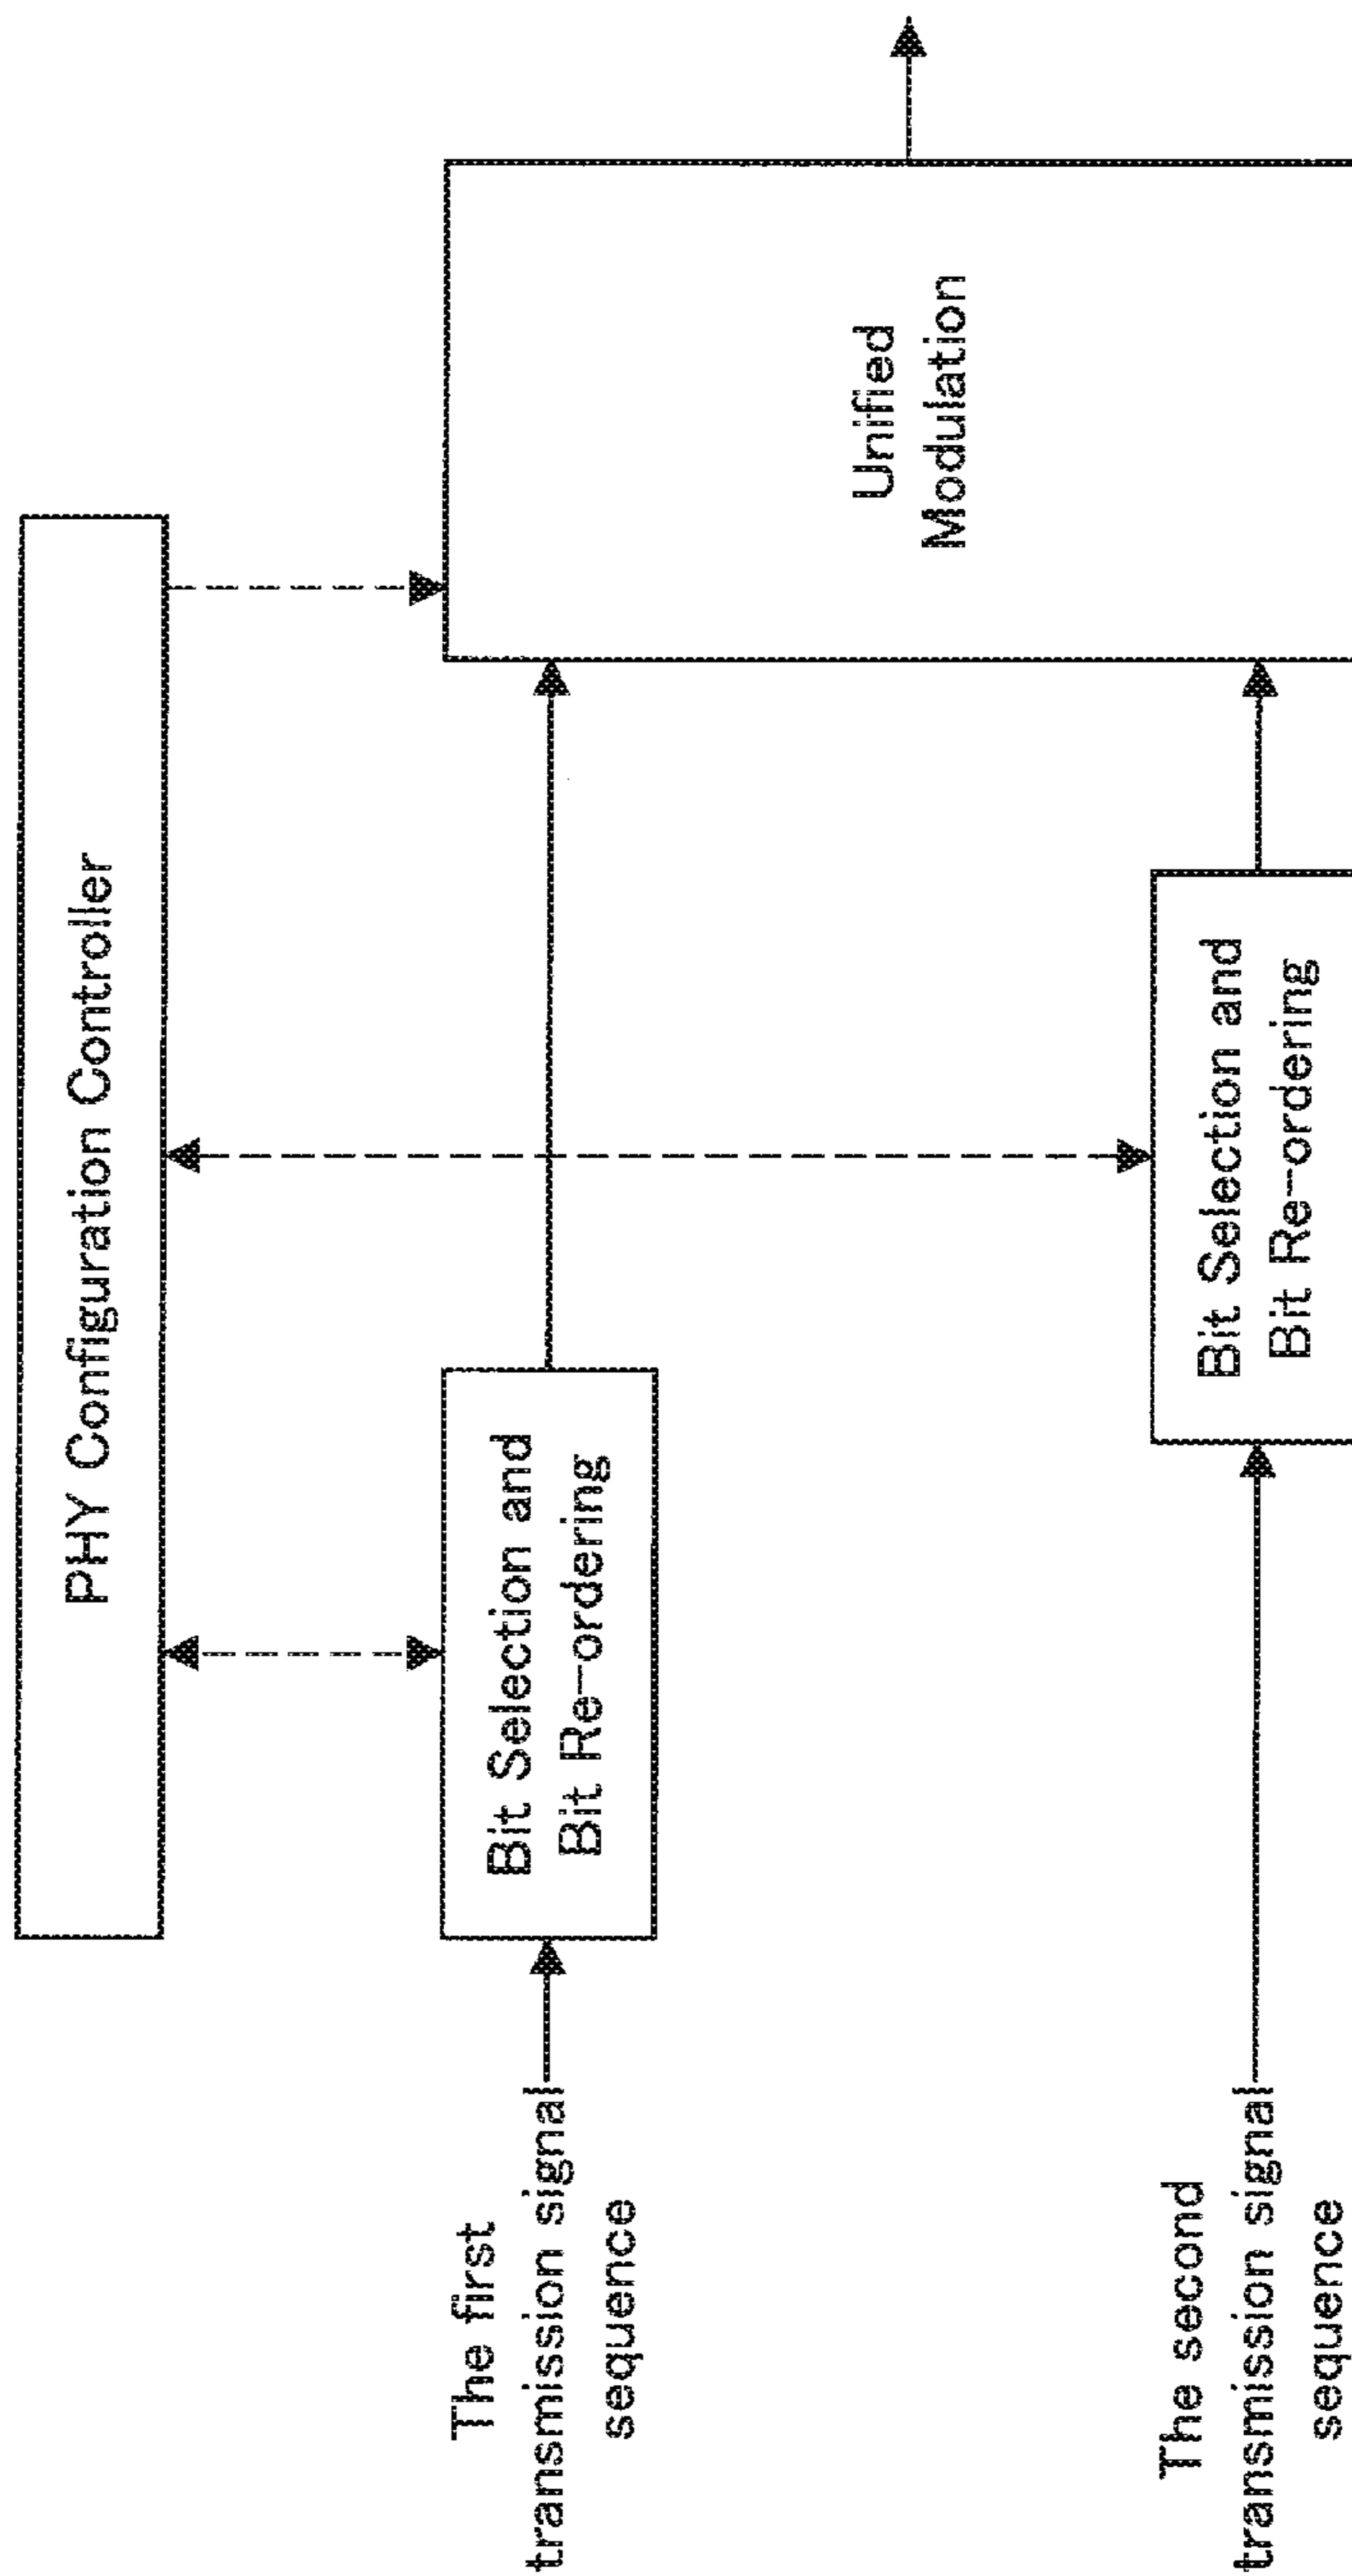 PHY Configuration Controller
The first
transmission signal
sequence
Bit Selection and
Bit Re-ordering
Unified
Modulation
The second
transmission signal
sequence
Bit Selection and
Bit Re-ordering